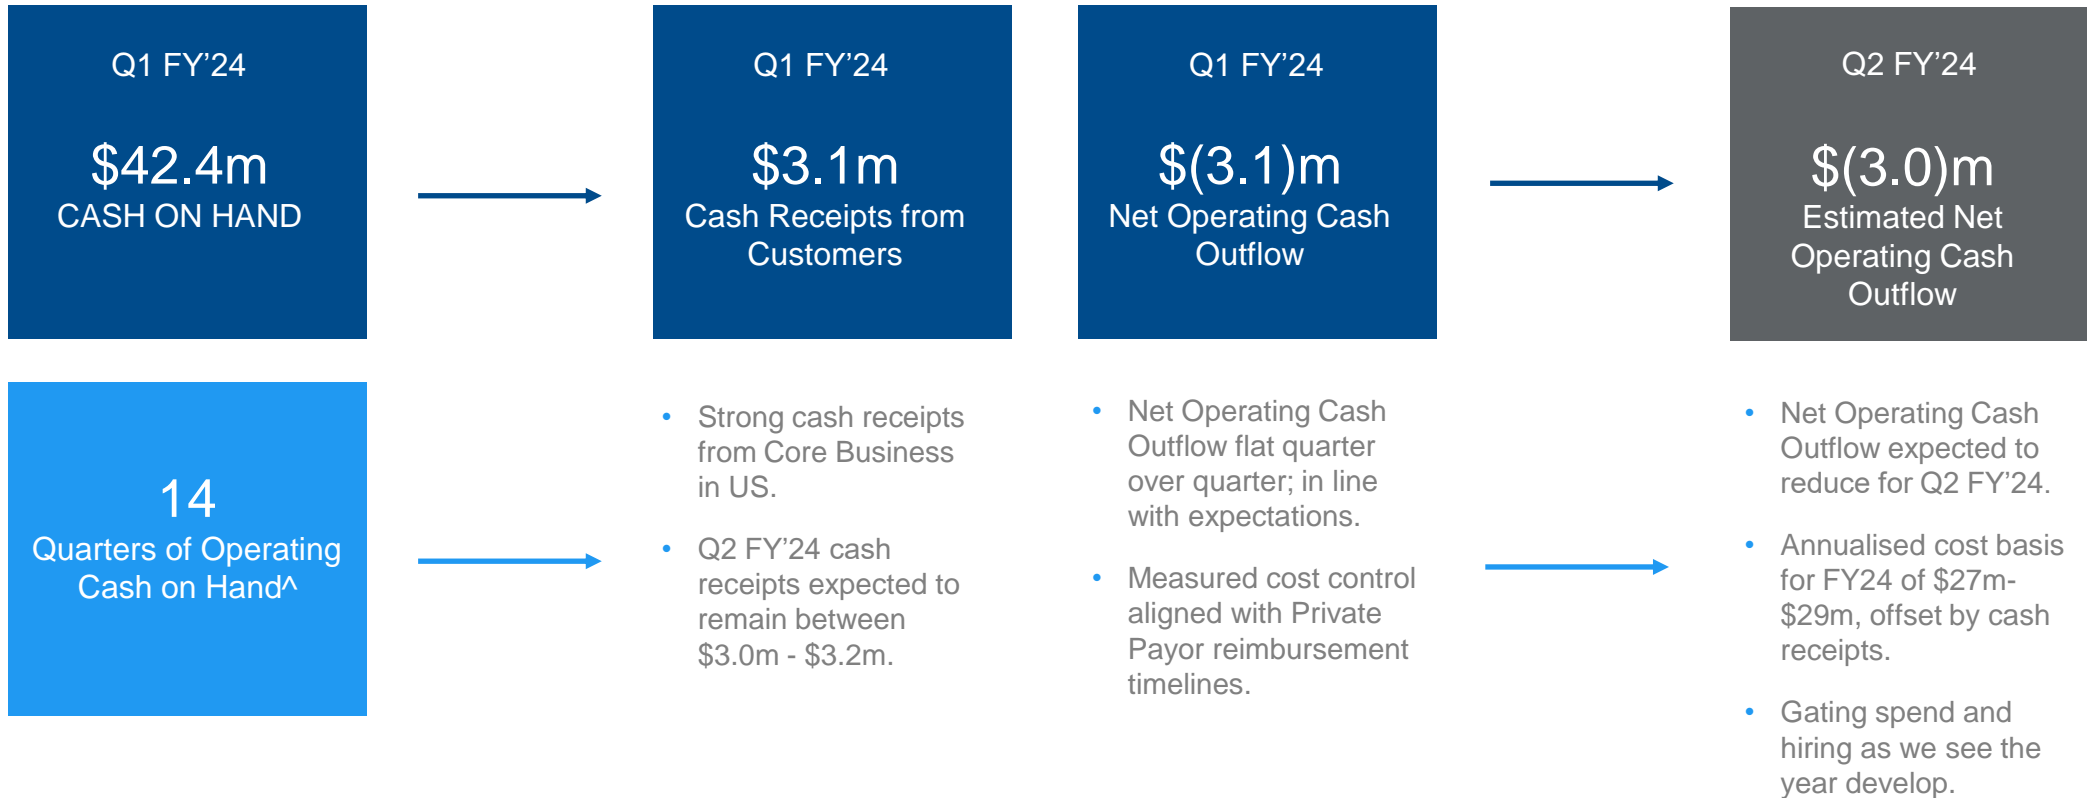 Q1 FY’24
$42.4m
CASH ON HAND
Q1 FY’24
$3.1m
Cash Receipts from
Customers
Q1 FY’24
$(3.1)m
Net Operating Cash
Outflow
Q2 FY’24
$(3.0)m
Estimated Net
Operating Cash
Outflow
14
Quarters of Operating
Cash on Hand^
• Strong cash receipts
from Core Business
in US.
• Q2 FY’24 cash
receipts expected to
remain between
$3.0m - $3.2m.
• Net Operating Cash
Outflow flat quarter
over quarter; in line
with expectations.
• Measured cost control
aligned with Private
Payor reimbursement
timelines.
• Net Operating Cash
Outflow expected to
reduce for Q2 FY’24.
• Annualised cost basis
for FY24 of $27m-
$29m, offset by cash
receipts.
• Gating spend and
hiring as we see the
year develop.